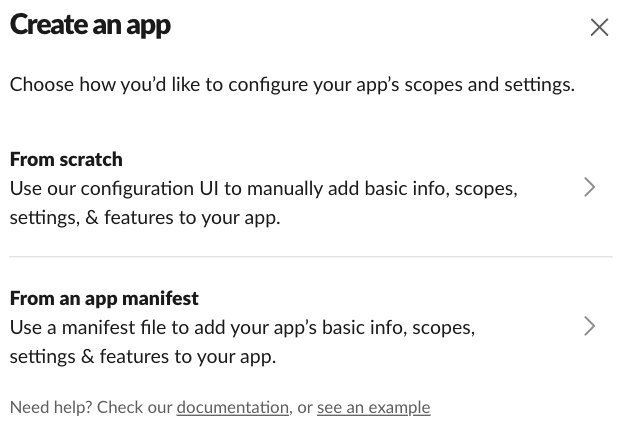 Create an app
Choose how you’d like to configure your app’s scopes and settings.
From scratch
Use our configuration UI to manually add basic info, scopes,
settings, & features to your app.
From an app manifest
Use a manifest file to add your app’s basic info, scopes,
settings & features to your app.
Need help? Check our documentation, or see an example